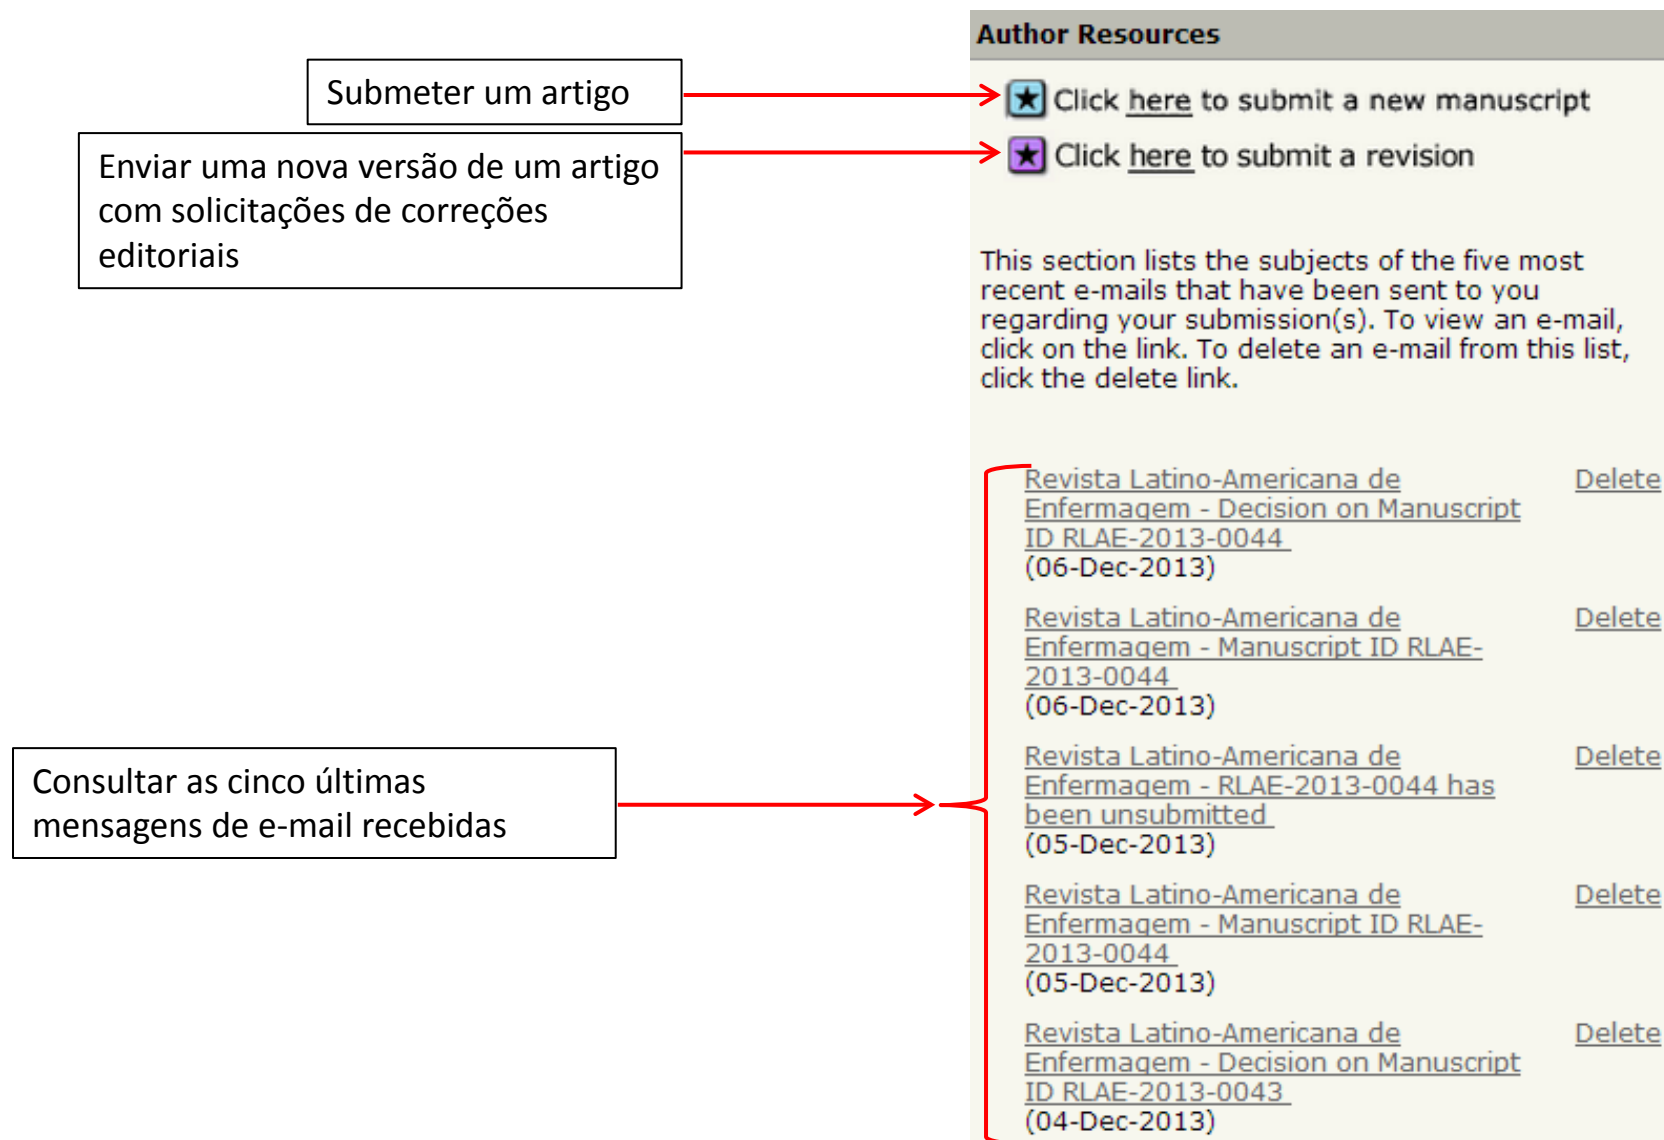 Author Resources
Submeter um artigo
Click here to submit a new manuscript
Enviar uma nova versão de um artigo
com solicitações de correções
editoriais
Click here to submit a revision
This section lists the subjects of the five most
recent e-mails that have been sent to you
regarding your submission(s). To view an e-mail,
click on the link. To delete an e-mail from this list,
click the delete link.
Revista Latino-Americana de Delete
Enfermagem - Decision on Manuscript
ID RLAE-2013-0044
(06-Dec-2013)
Revista Latino-Americana de Delete
Enfermagem - Manuscript ID RLAE-
2013-0044
(06-Dec-2013)
Consultar as cinco últimas
mensagens de e-mail recebidas
Revista Latino-Americana de Delete
Enfermagem - RLAE-2013-0044 has
been unsubmitted
(05-Dec-2013)
Revista Latino-Americana de Delete
Enfermagem - Manuscript ID RLAE-
2013-0044
(05-Dec-2013)
Revista Latino-Americana de Delete
Enfermagem - Decision on Manuscript
ID RLAE-2013-0043
(04-Dec-2013)